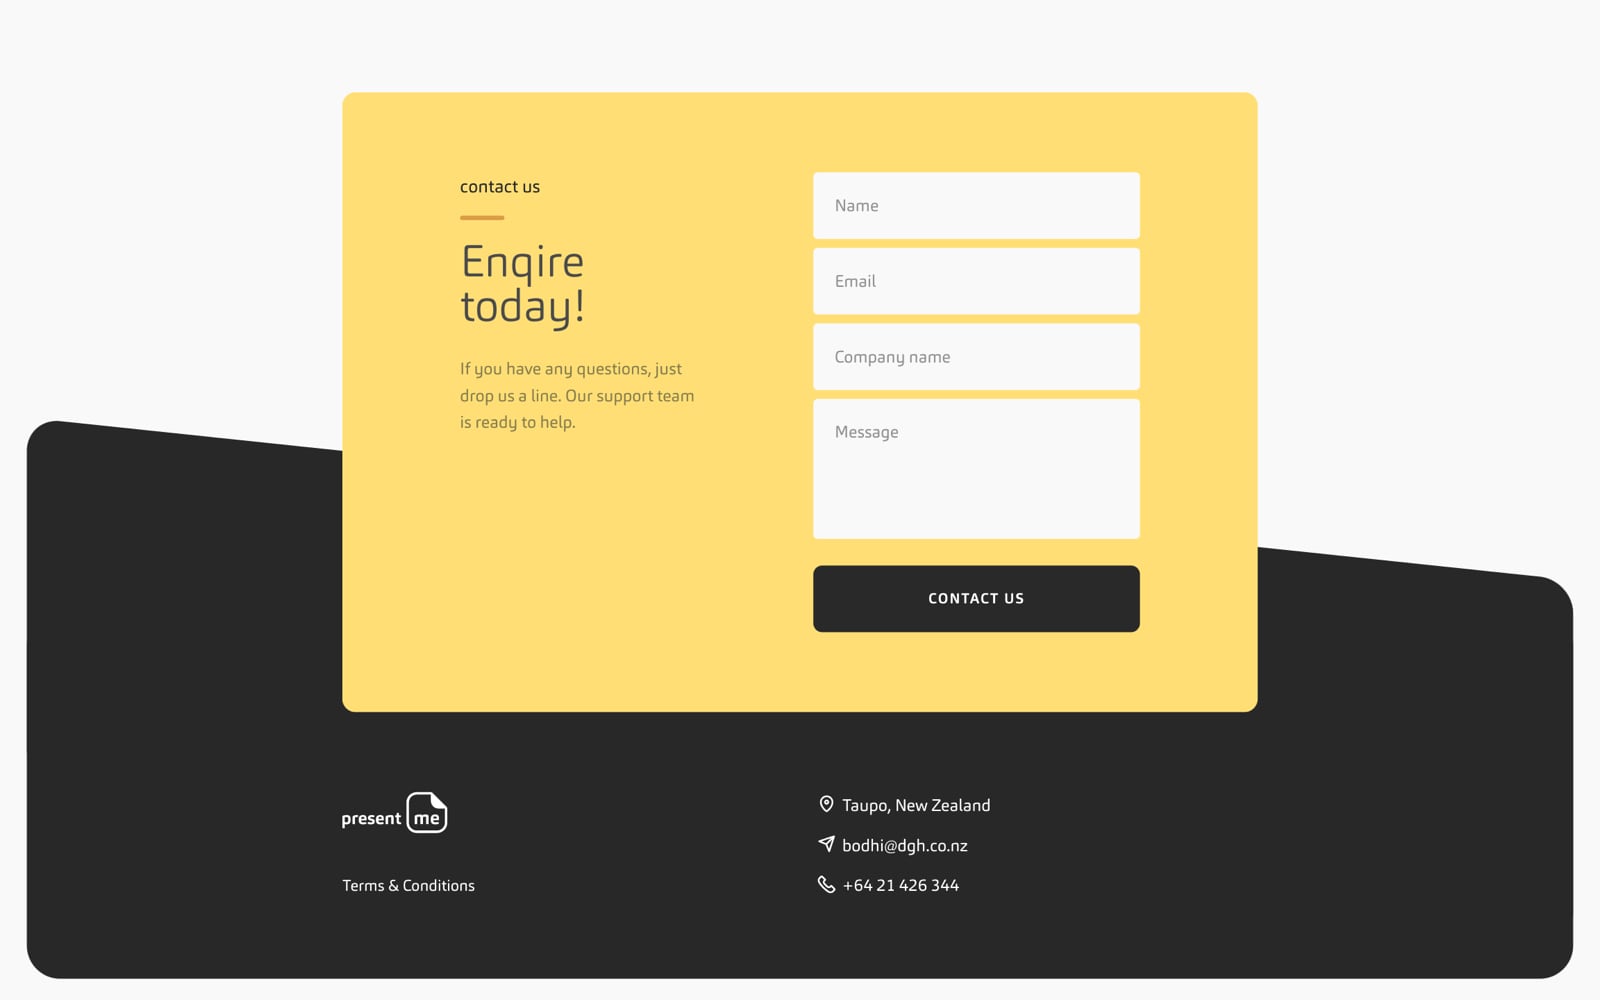 contact us
Enqire
today!
If you have any questions, just
drop us a line. Our support team
is ready to help.
Name
Email
Company name
Message
CONTACT US
present me
Terms & Conditions
Taupo, New Zealand
bodhi@dgh.co.nz
+64 21 426 344